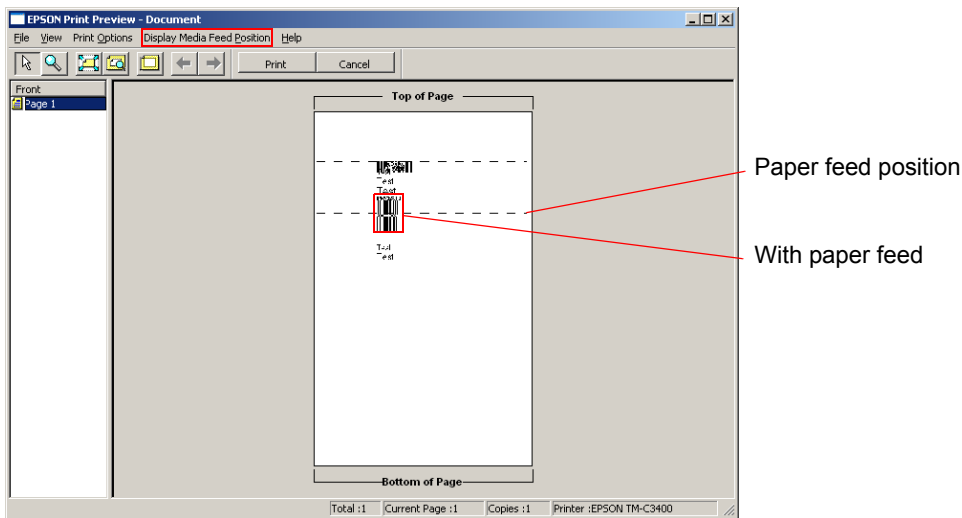 EPSON Print Preview - Document
File View Print Options Display Media Feed Position Help
Print Cancel
Front
Page 1
Top of Page
Test
Test
Paper feed position
With paper feed
Test
Test
Bottom of Page
Total :1 Current Page :1 Copies :1 Printer :EPSON TM-C3400